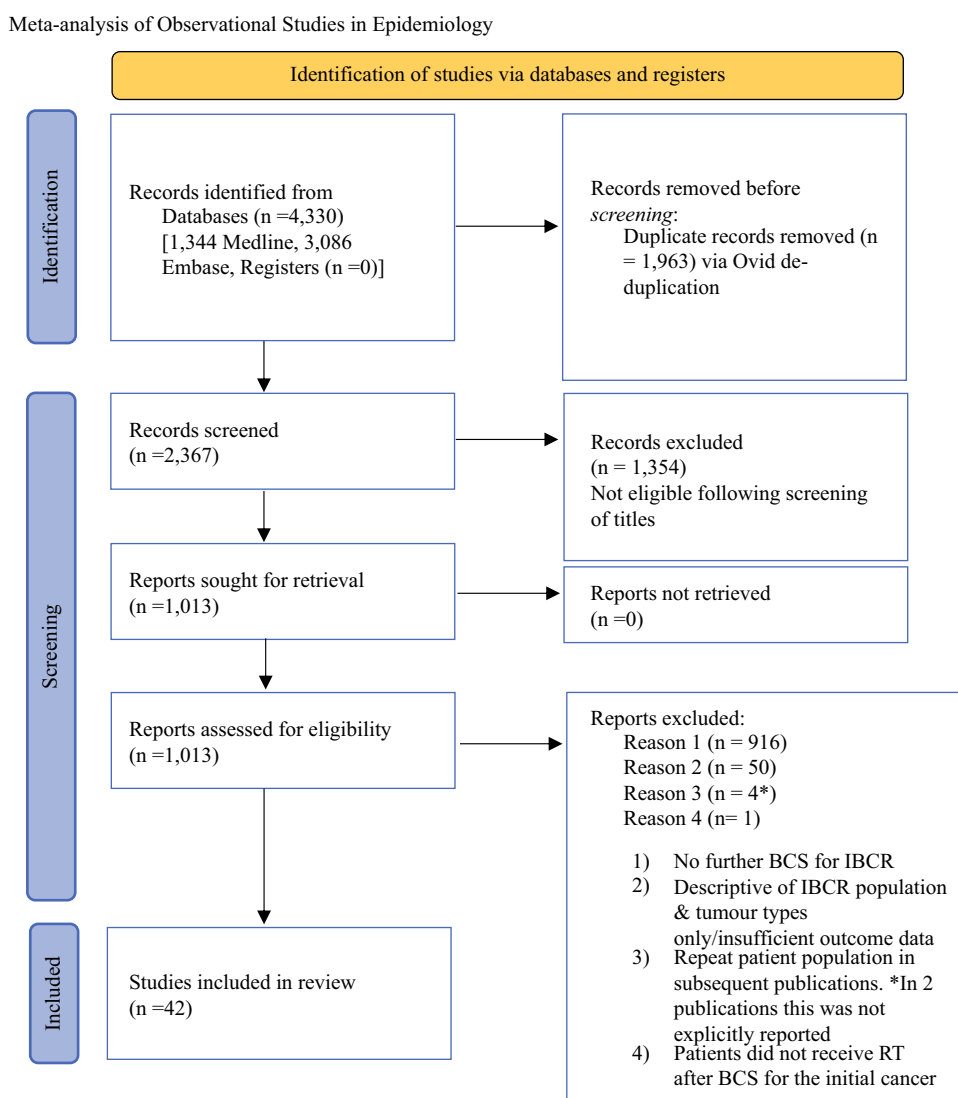 Meta-analysis of Observational Studies in Epidemiology
Identification of studies via databases and registers
Identification
Records identified from
Databases (n =4,330)
[1,344 Medline, 3,086
Embase, Registers (n =0)]
Records removed before
screening:
Duplicate records removed (n
= 1,963) via Ovid de-
duplication
Screening
Records screened
(n =2,367)
Records excluded
(n = 1,354)
Not eligible following screening
of titles
Reports sought for retrieval
(n =1,013)
Reports not retrieved
(n =0)
Reports assessed for eligibility
(n =1,013)
Reports excluded:
Reason 1 (n = 916)
Reason 2 (n = 50)
Reason 3 (n = 4*)
Reason 4 (n= 1)
1) No further BCS for IBCR
2) Descriptive of IBCR population
& tumour types
only/insufficient outcome data
3) Repeat patient population in
subsequent publications. *In 2
publications this was not
explicitly reported
4) Patients did not receive RT
after BCS for the initial cancer
Included
Studies included in review
(n =42)